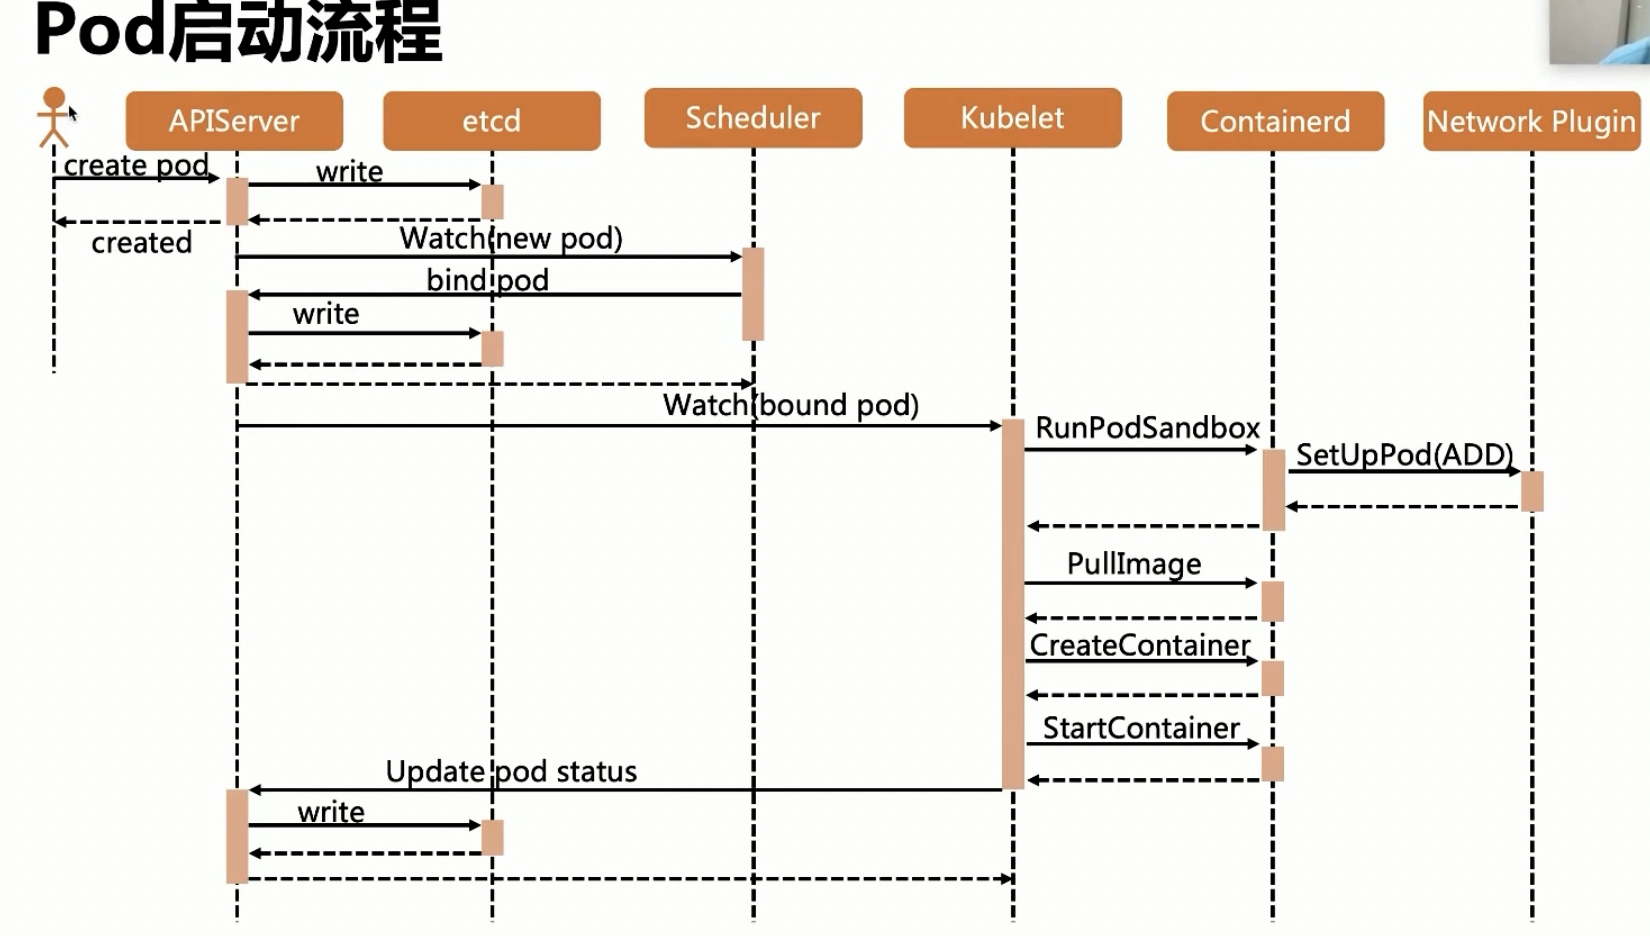 Pod启动流程
APIServer
etcd
Scheduler
Kubelet
Containerd
Network Plugin
create pod
write
created
Watch(new pod)
bind pod
write
Watch(bound pod)
RunPodSandbox
SetUpPod(ADD)
PullImage
CreateContainer
StartContainer
Update pod status
write